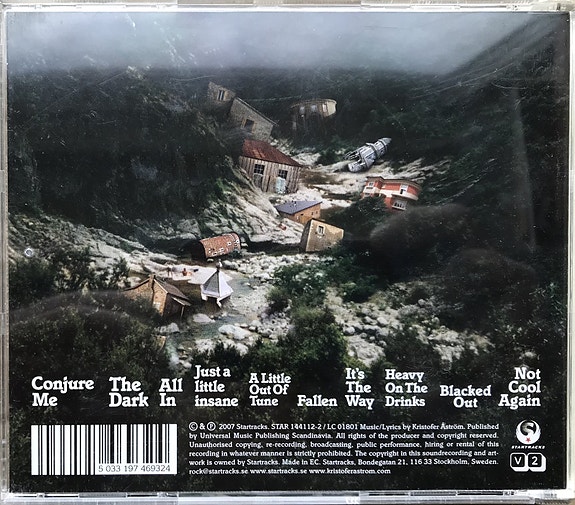 Conjure Me
The Dark
All In
Just a little insane
A Little Out Of Tune
Fallen
It's The Way
Heavy On The Drinks
Blacked Out
Not Cool Again
℗ & © 2007 Startracks. STAR 144112-2 / LC 01801 Music/Lyrics by Kristofer Åström. Published
by Universal Music Publishing Scandinavia. All rights of the producer and copyright reserved.
Unauthorised copying, re-recording, broadcasting, public performance, hiring or rental of this
recording in whatever manner is strictly prohibited. The copyright in this soundrecording and art-
work is owned by Startracks. Made in EC. Startracks, Bondegatan 21, 116 33 Stockholm, Sweden.
rock@startracks.se www.startracks.se www.kristoferastrom.com
5 033 197 469324
STARTRACKS
V2